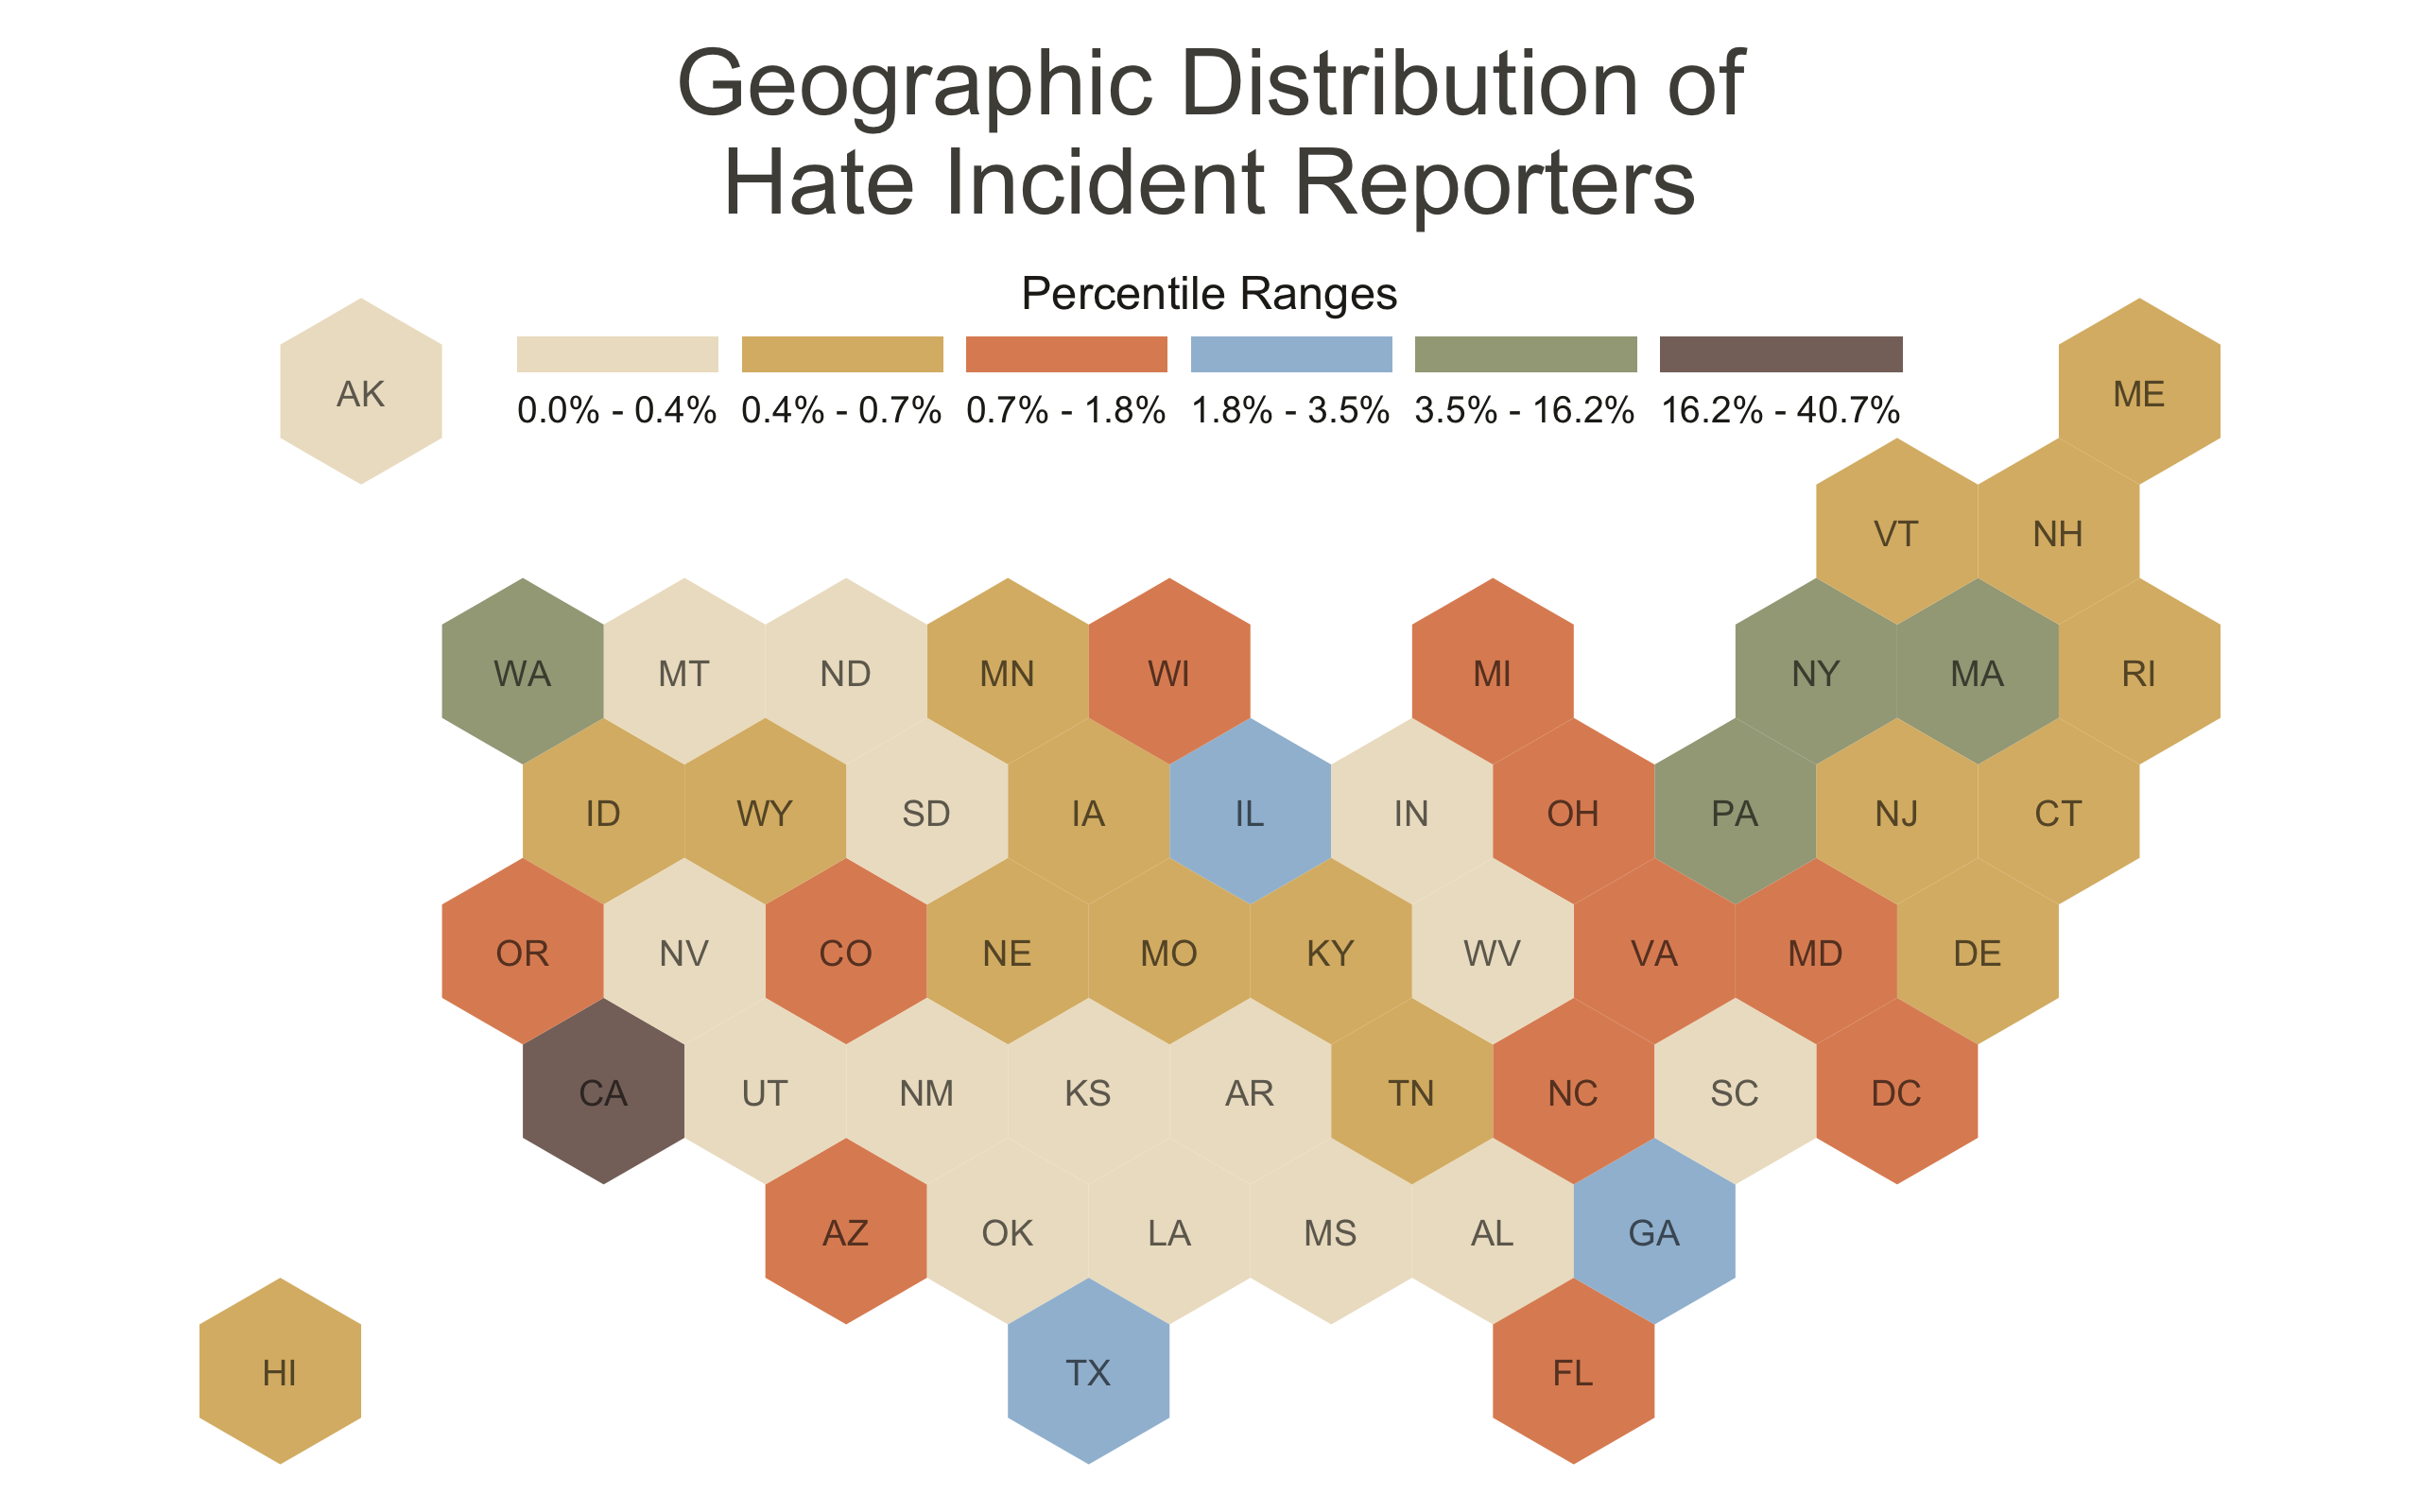 Geographic Distribution of
Hate Incident Reporters
Percentile Ranges
0.0% - 0.4% 0.4% - 0.7% 0.7% - 1.8% 1.8% - 3.5% 3.5% - 16.2% 16.2% - 40.7%
AK ME
VT NH
WA MT ND MN WI MI NY MA RI
ID WY SD IA IL IN OH PA NJ CT
OR NV CO NE MO KY WV VA MD DE
CA UT NM KS AR TN NC SC DC
AZ OK LA MS AL GA
HI TX FL